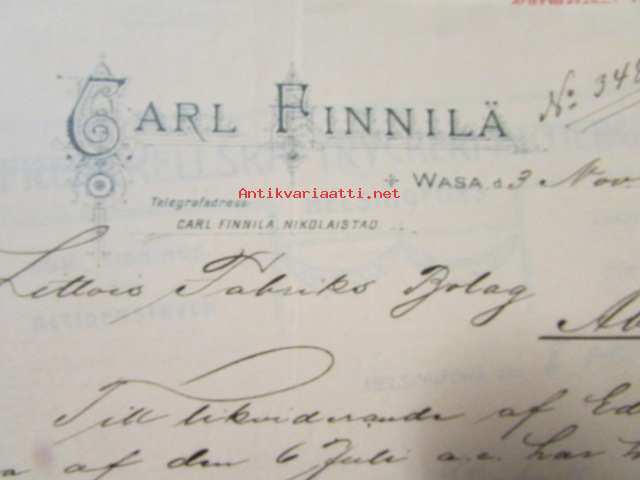 Nº 348
CARL FINNILÄ
Antikvariaatti.net
WASA, d 3 Nov.
Telegrafadress:
CARL FINNILÄ, NIKOLAISTAD.
Littois Fabriks Bolag
Till likviderande af Ed
a af den 6 Juli a.c. har